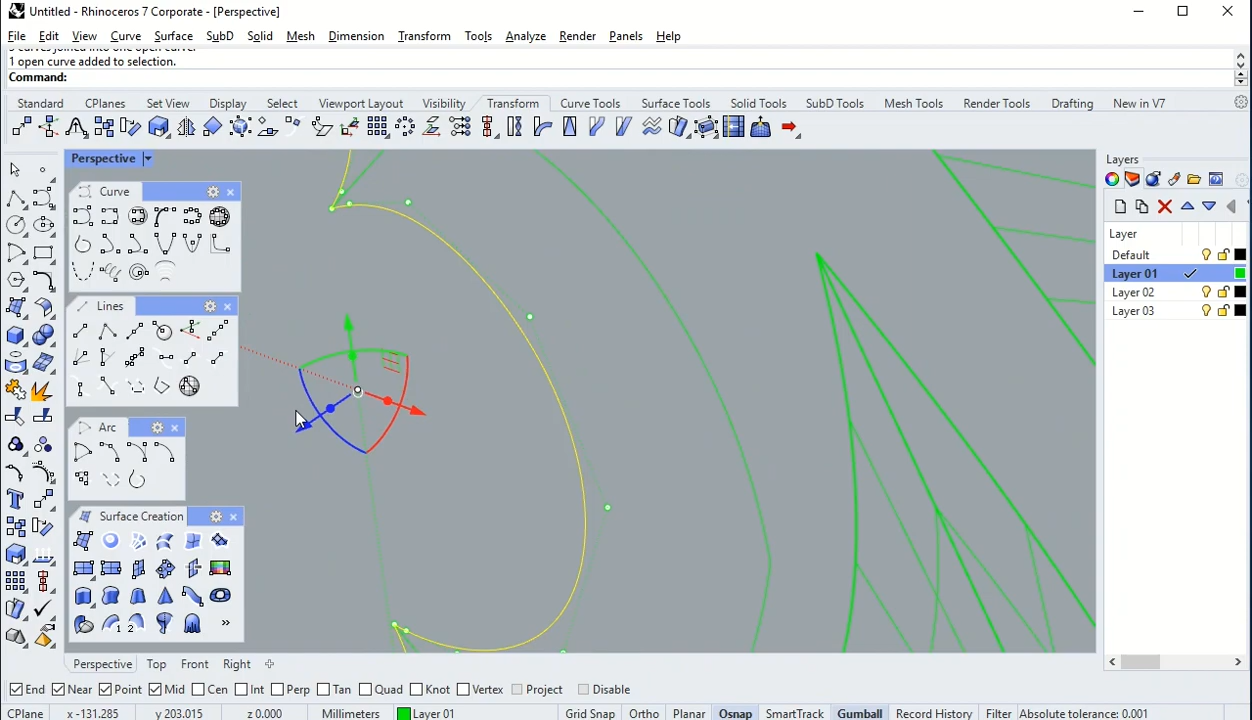 Untitled - Rhinoceros 7 Corporate - [Perspective]
File Edit View Curve Surface SubD Solid Mesh Dimension Transform Tools Analyze Render Panels Help
1 open curve added to selection.
Command:
Standard CPlanes Set View Display Select Viewport Layout Visibility Transform Curve Tools Surface Tools Solid Tools SubD Tools Mesh Tools Render Tools Drafting New in V7
Perspective
Layers
Curve
Layer
Default
Layer 01
Layer 02
Layer 03
Lines
Arc
Surface Creation
1 2
Perspective Top Front Right
End Near Point Mid Cen Int Perp Tan Quad Knot Vertex Project Disable
CPlane x -131.285 y 203.015 z 0.000 Millimeters Layer 01 Grid Snap Ortho Planar Osnap SmartTrack Gumball Record History Filter Absolute tolerance: 0.001